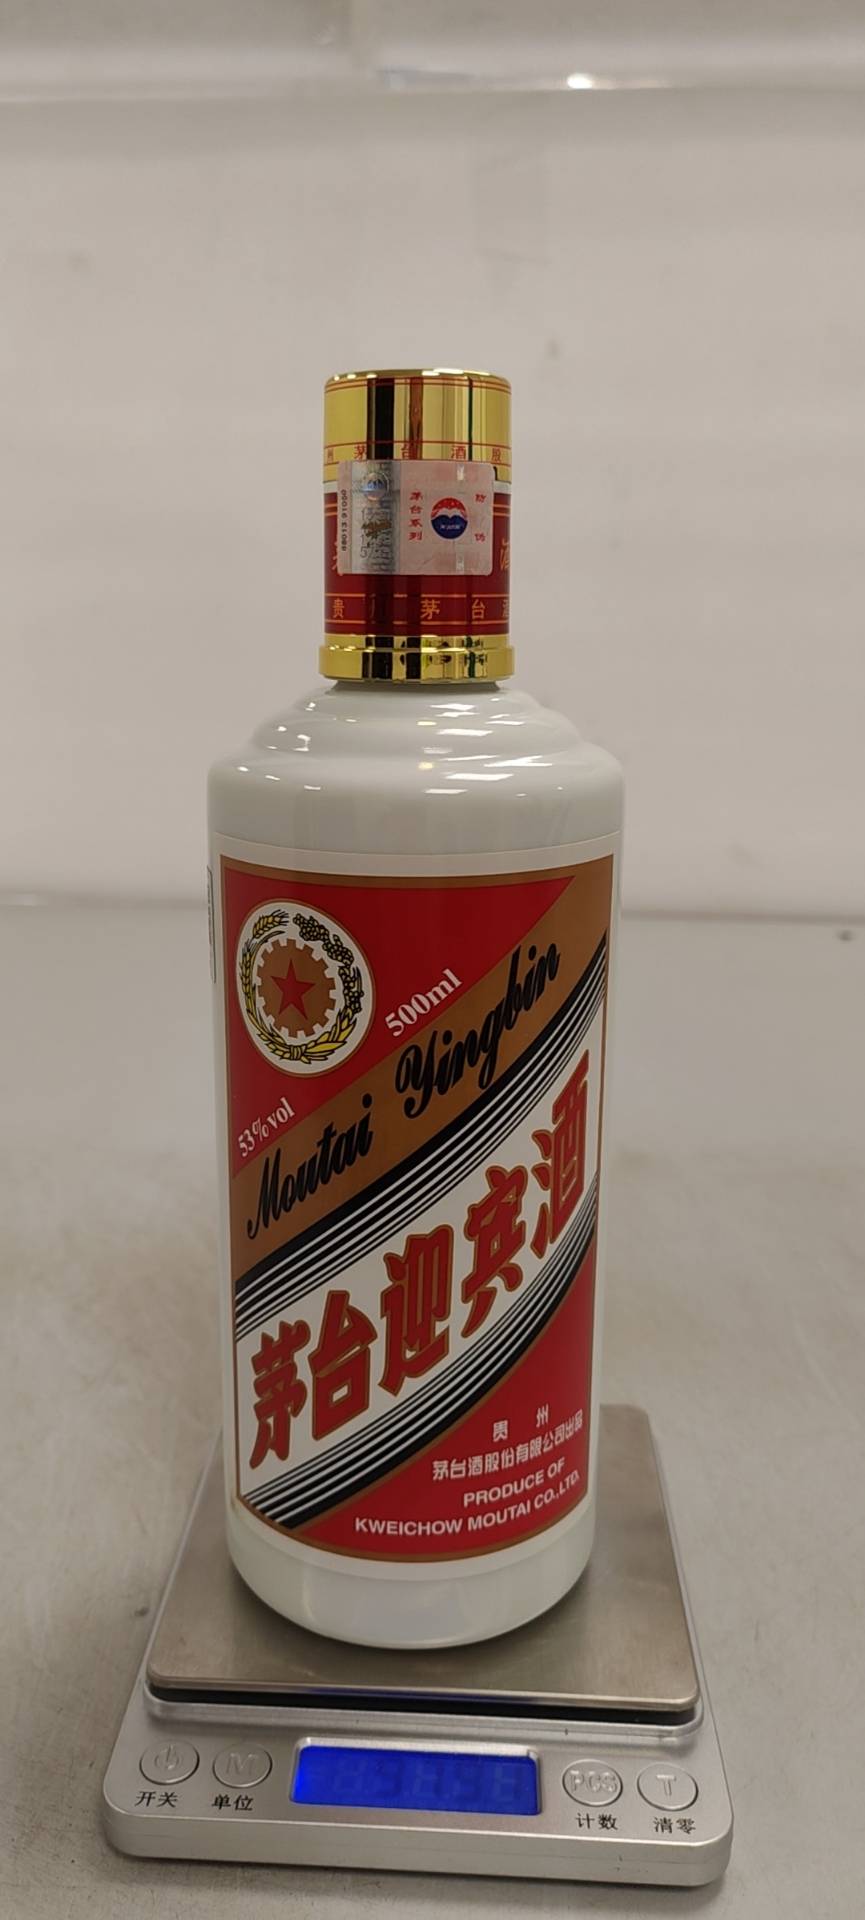 州 茅 台 酒 股
茅台系列
防伪
贵 州 茅 台 酒
500ml
53%vol
Moutai Yingbin
茅台迎宾酒
贵 州
茅台酒股份有限公司出品
PRODUCE OF
KWEICHOW MOUTAI CO.,LTD.
M
PCS
T
开关
单位
计数
清零